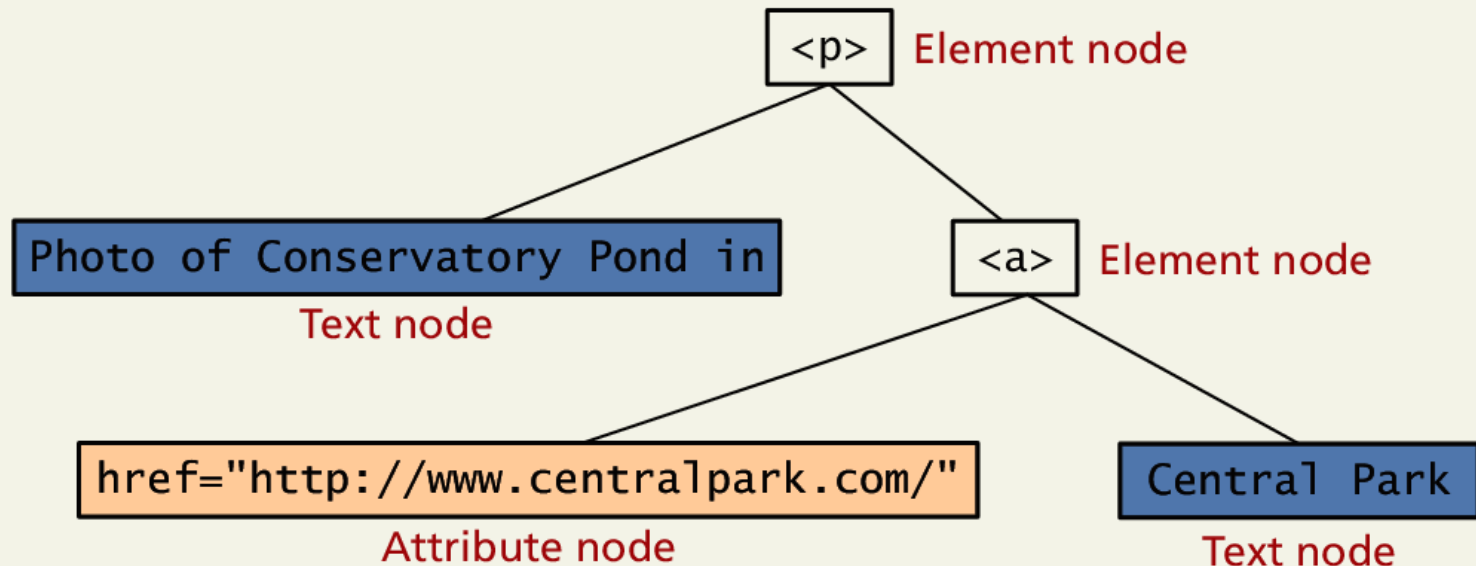 <p> Element node
Photo of Conservatory Pond in
<a> Element node
Text node
href="http://www.centralpark.com/"
Central Park
Attribute node
Text node